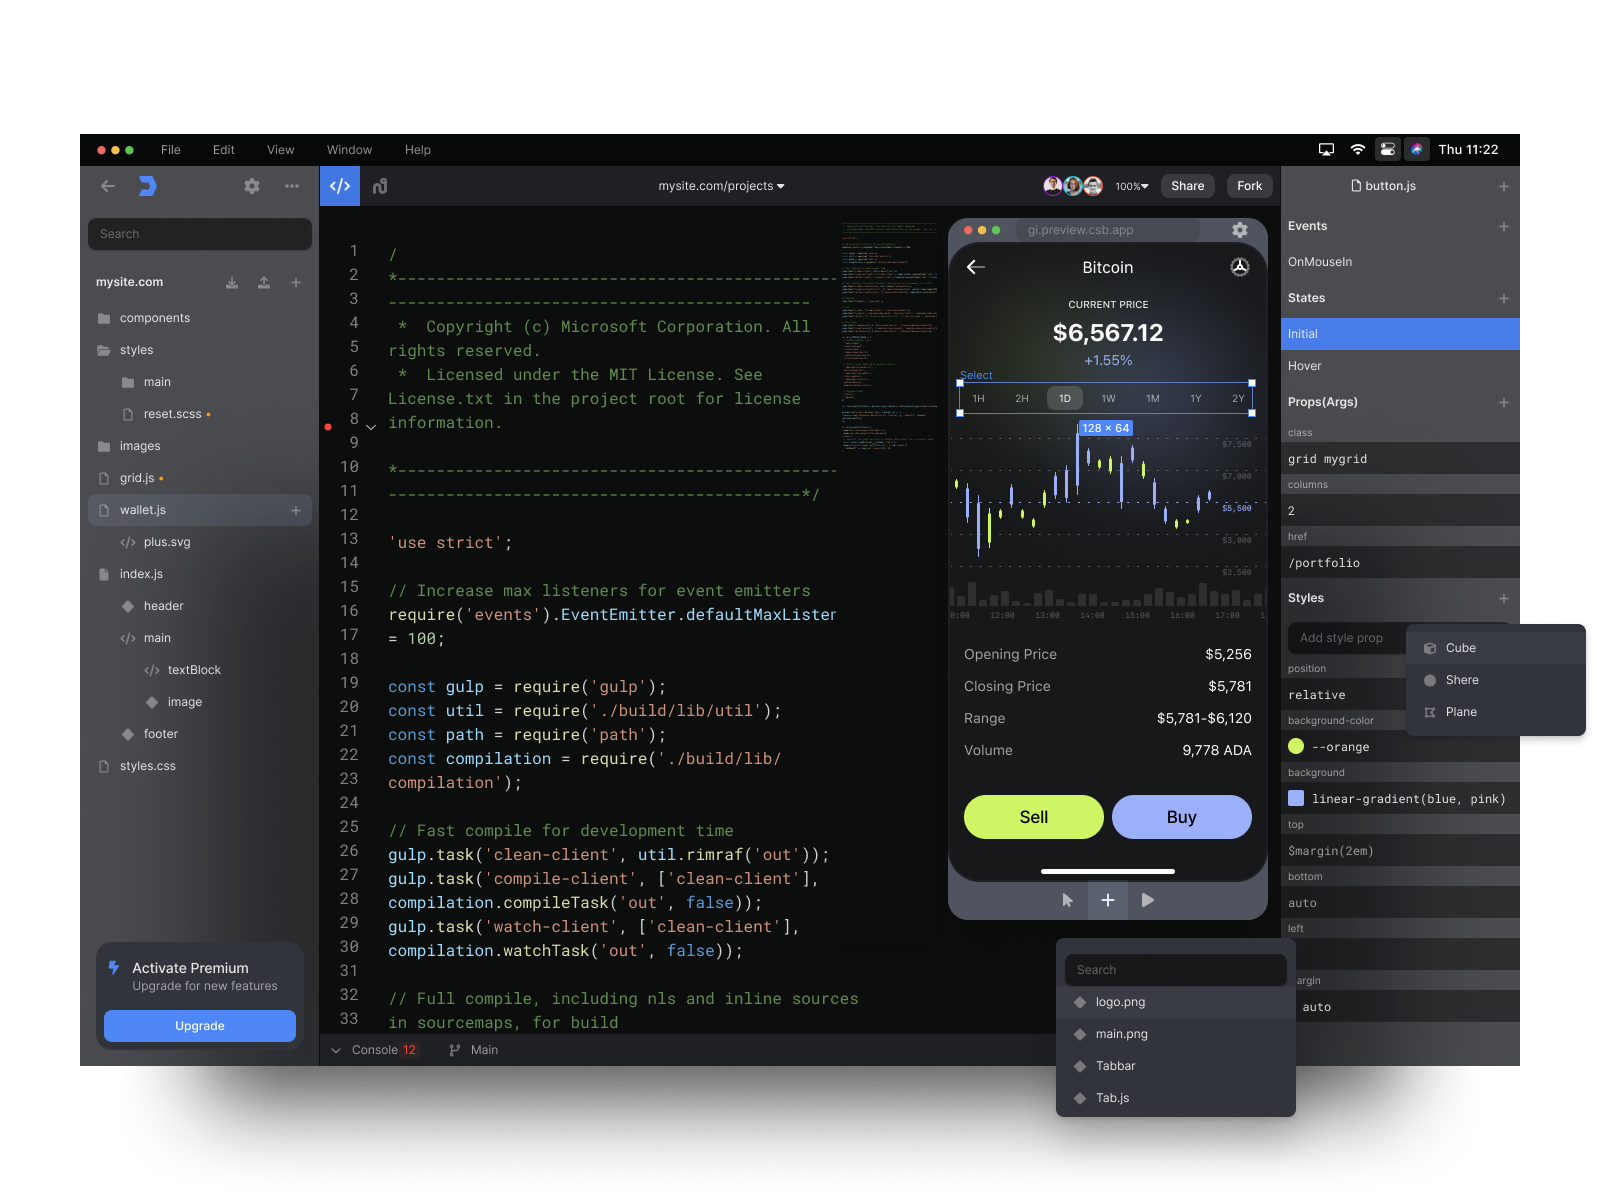 File Edit View Window Help
Thu 11:22
Search
mysite.com
components
styles
main
reset.scss
images
grid.js
wallet.js
plus.svg
index.js
header
main
textBlock
image
footer
styles.css
Activate Premium
Upgrade for new features
Upgrade
</>
mysite.com/projects
100%
Share
Fork
1 /
2 *-----------------------------------------
3 ---------------------------------------
4 * Copyright (c) Microsoft Corporation. All
5 rights reserved.
6 * Licensed under the MIT License. See
7 License.txt in the project root for license
8 information.
9
10 *-----------------------------------------
11 ---------------------------------------*/
12
13 'use strict';
14
15 // Increase max listeners for event emitters
16 require('events').EventEmitter.defaultMaxListen
17 = 100;
18
19 const gulp = require('gulp');
20 const util = require('./build/lib/util');
21 const path = require('path');
22 const compilation = require('./build/lib/
23 compilation');
24
25 // Fast compile for development time
26 gulp.task('clean-client', util.rimraf('out'));
27 gulp.task('compile-client', ['clean-client'],
28 compilation.compileTask('out', false));
29 gulp.task('watch-client', ['clean-client'],
30 compilation.watchTask('out', false));
31
32 // Full compile, including nls and inline sources
33 in sourcemaps, for build
Console 12
Main
gi.preview.csb.app
Bitcoin
CURRENT PRICE
$6,567.12
+1.55%
Select
1H 2H 1D 1W 1M 1Y 2Y
128 × 64
$7,500
$7,000
$5,500
$3,000
$2,500
0:00 12:00 13:00 14:00 15:00 16:00 17:00 1
Opening Price $5,256
Closing Price $5,781
Range $5,781-$6,120
Volume 9,778 ADA
Sell
Buy
Search
logo.png
main.png
Tabbar
Tab.js
button.js
Events
OnMouseIn
States
Initial
Hover
Props(Args)
class
grid mygrid
columns
2
href
/portfolio
Styles
Add style prop
position
relative
background-color
--orange
background
linear-gradient(blue, pink)
top
$margin(2em)
bottom
auto
left
argin
auto
Cube
Shere
Plane